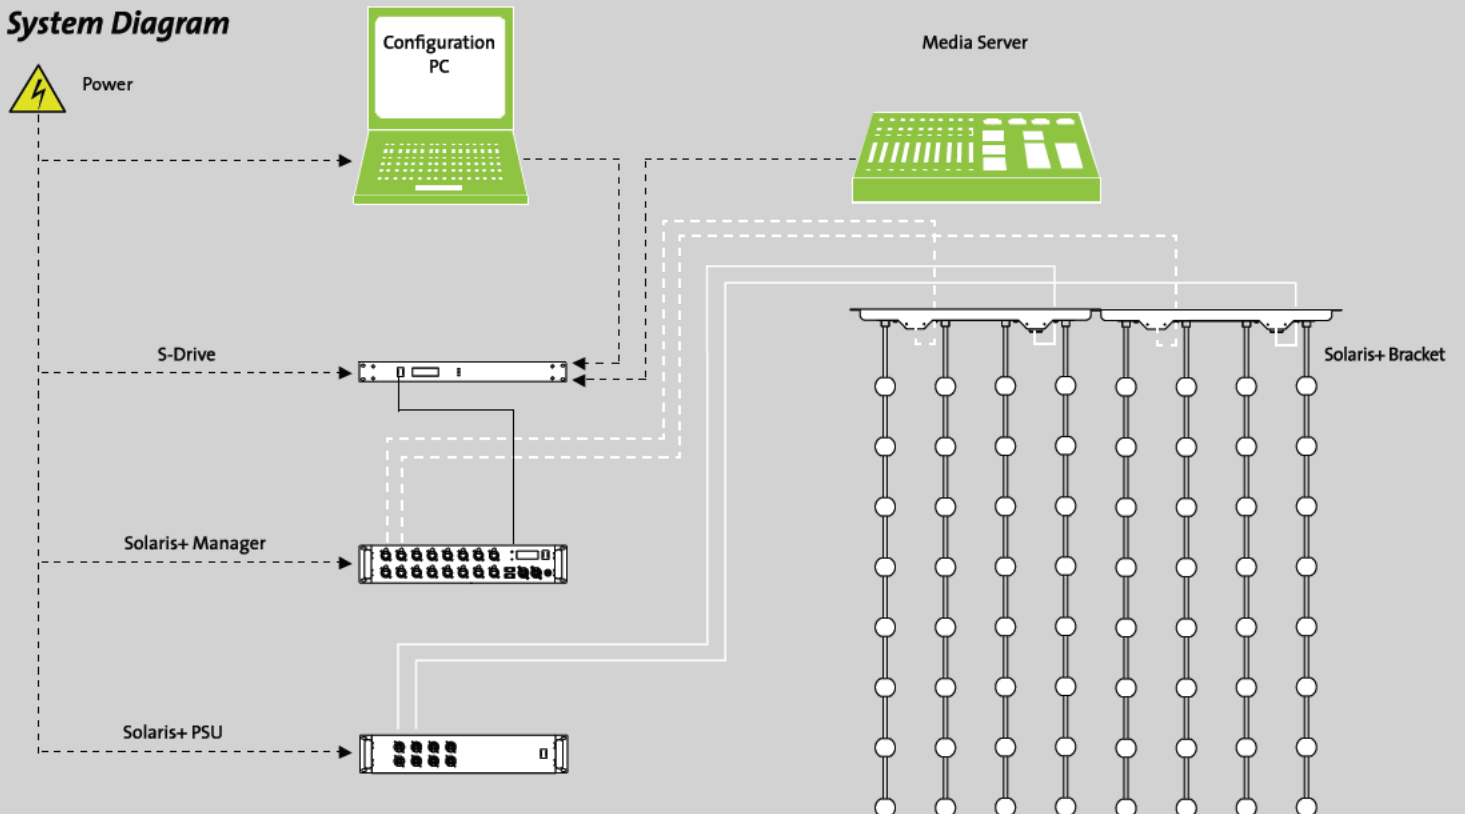 System Diagram
Power
Configuration
PC
Media Server
S-Drive
Solaris+ Bracket
Solaris+ Manager
Solaris+ PSU